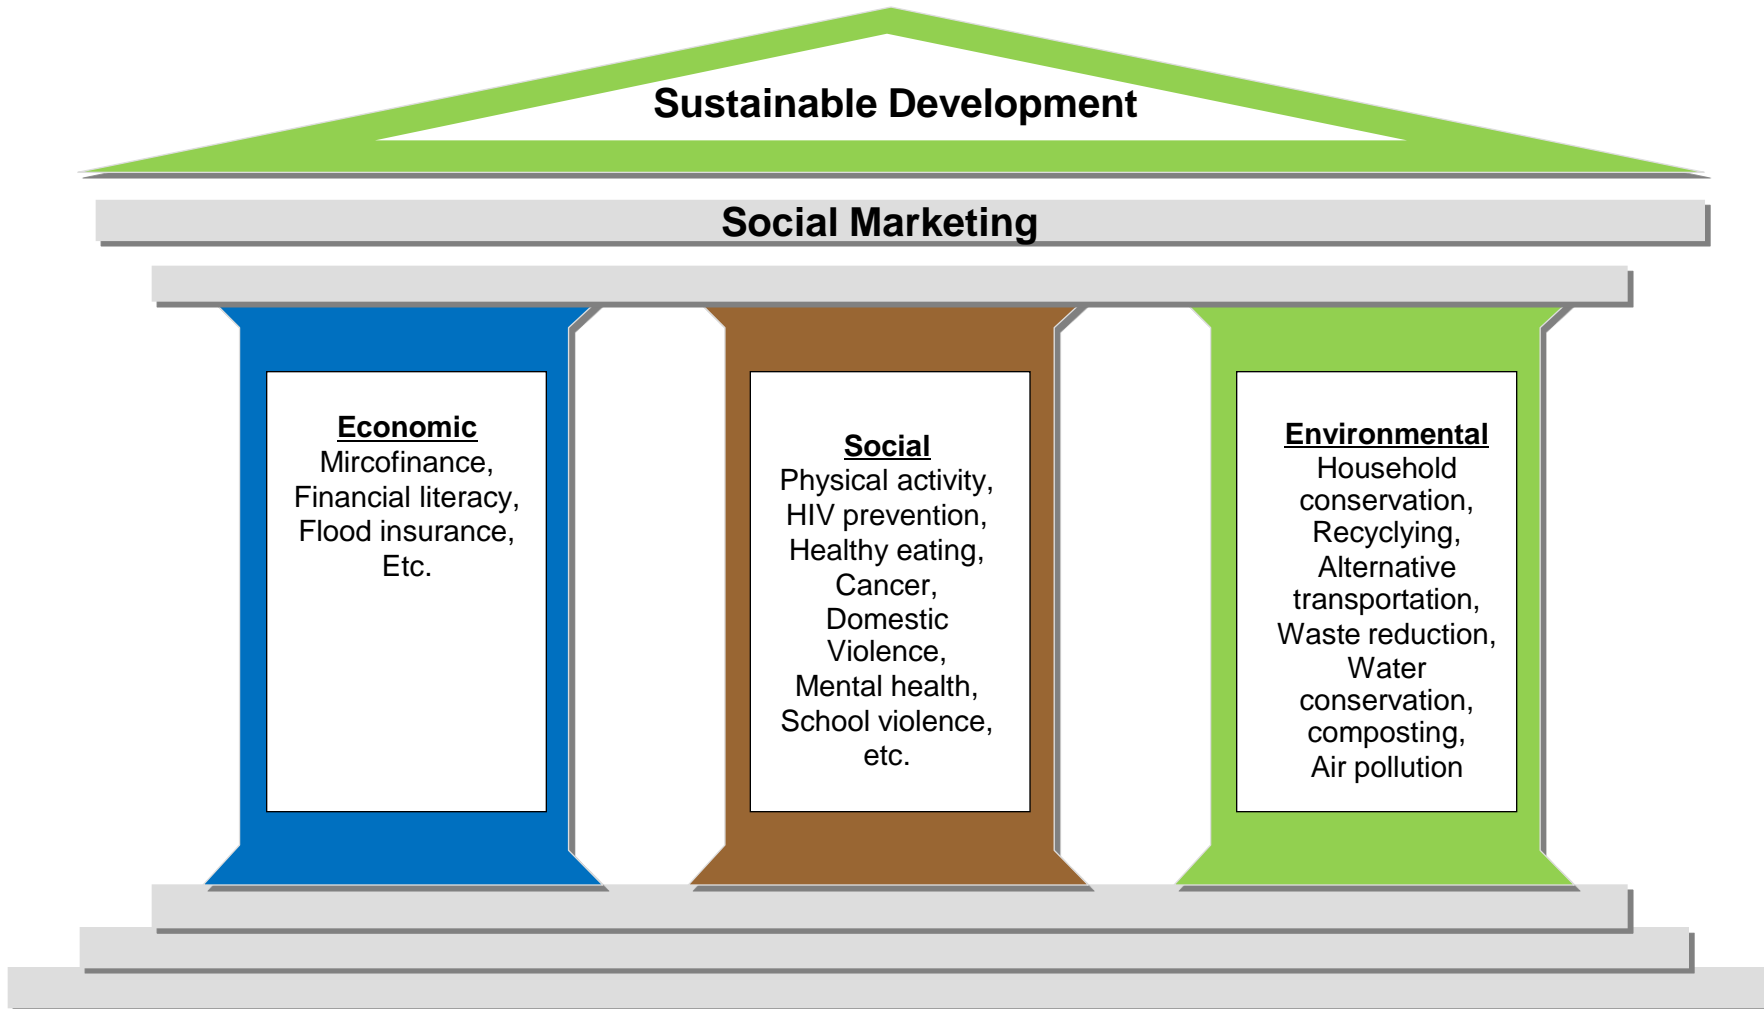 Sustainable Development
Social Marketing
Economic
Mircofinance,
Financial literacy,
Flood insurance,
Etc.
Social
Physical activity,
HIV prevention,
Healthy eating,
Cancer,
Domestic
Violence,
Mental health,
School violence,
etc.
Environmental
Household
conservation,
Recyclying,
Alternative
transportation,
Waste reduction,
Water
conservation,
composting,
Air pollution